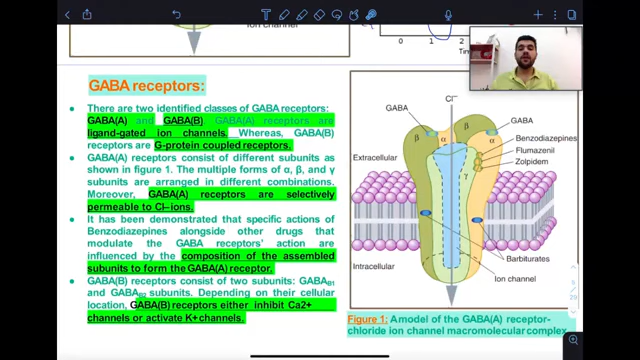 Ion channel
0
1
2
Tim
GABA receptors:
There are two identified classes of GABA receptors:
GABA(A) and GABA(B). GABA(A) receptors are
ligand-gated ion channels. Whereas, GABA(B)
receptors are G-protein coupled receptors.
GABA(A) receptors consist of different subunits as
shown in figure 1. The multiple forms of α, β, and γ
subunits are arranged in different combinations.
Moreover, GABA(A) receptors are selectively
permeable to Cl– ions.
It has been demonstrated that specific actions of
Benzodiazepines alongside other drugs that
modulate the GABA receptors' action are
influenced by the composition of the assembled
subunits to form the GABA(A) receptor.
GABA(B) receptors consist of two subunits: GABAB1
and GABAB2 subunits. Depending on their cellular
location, GABA(B) receptors either inhibit Ca2+
channels or activate K+channels.
Cl–
GABA
GABA
β
α
β
α
γ
Benzodiazepines
Flumazenil
Zolpidem
Extracellular
Intracellular
Barbiturates
Ion channel
Figure 1: A model of the GABA(A) receptor-
chloride ion channel macromolecular complex